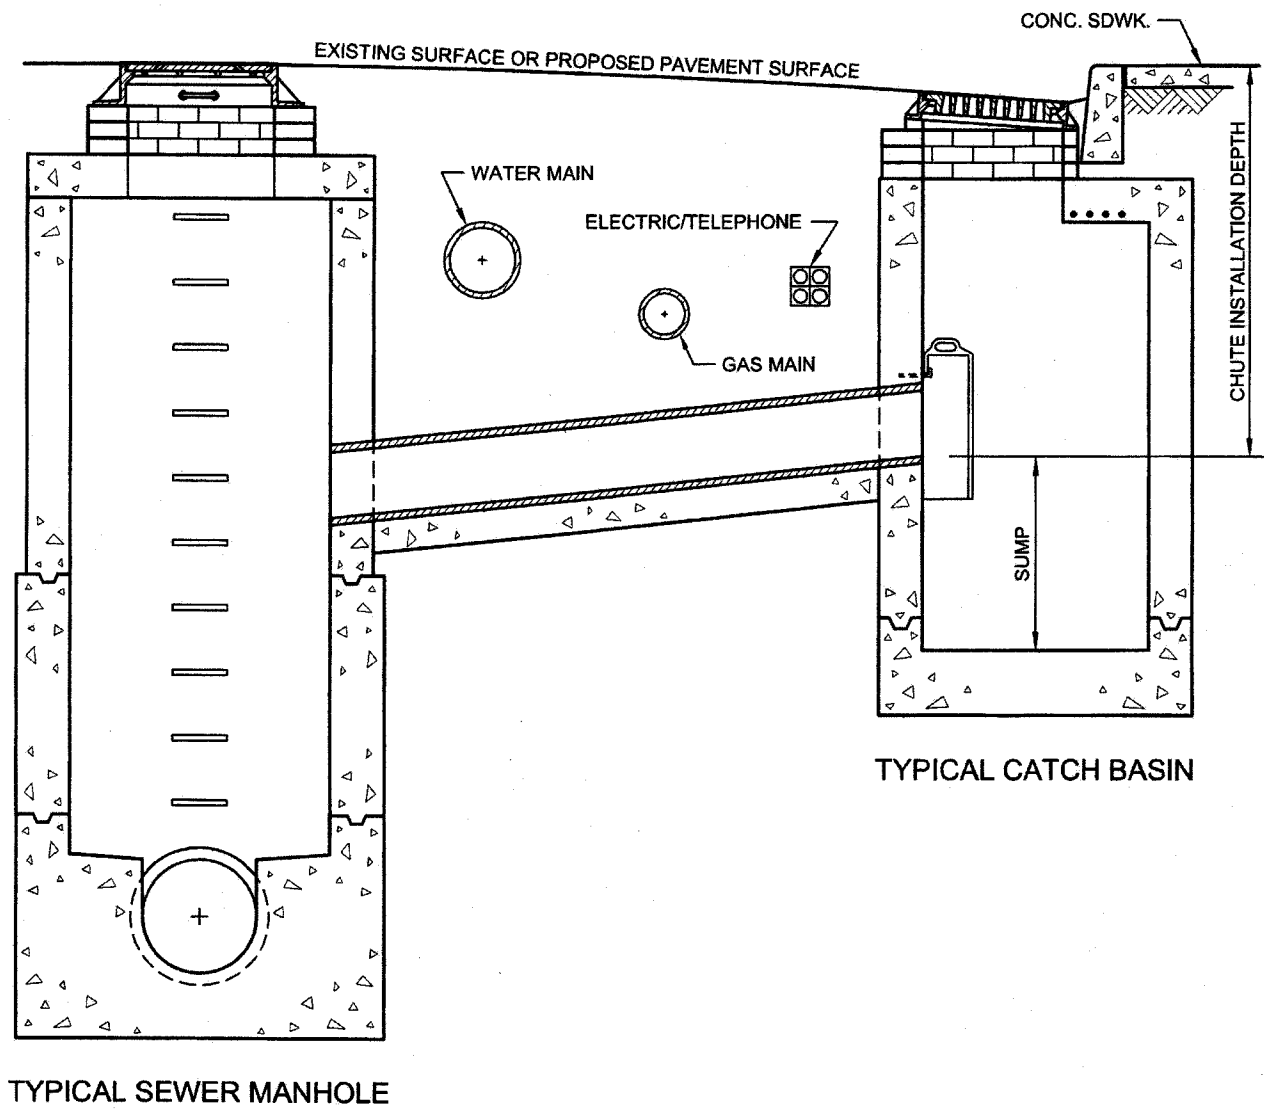 CONC. SDWK.
EXISTING SURFACE OR PROPOSED PAVEMENT SURFACE
WATER MAIN
ELECTRIC/TELEPHONE
GAS MAIN
CHUTE INSTALLATION DEPTH
SUMP
TYPICAL CATCH BASIN
TYPICAL SEWER MANHOLE